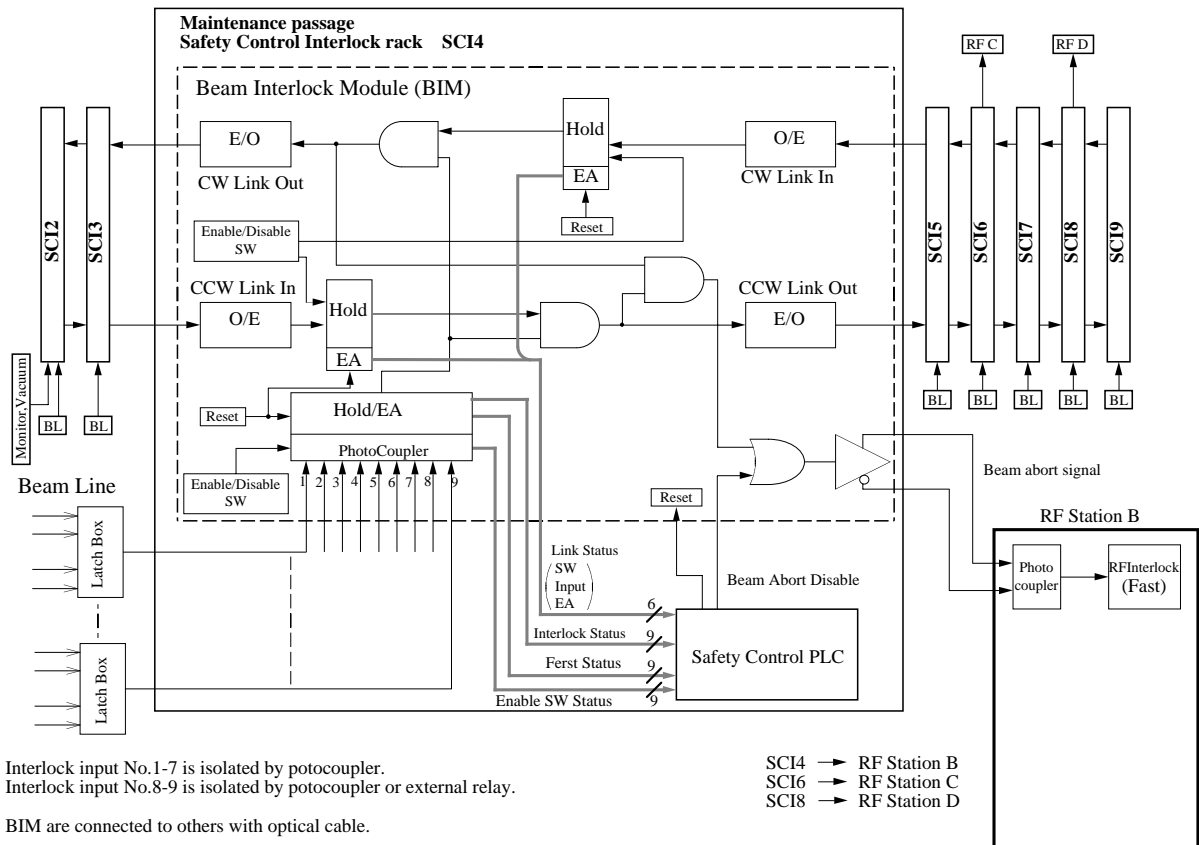 Maintenance passage
Safety Control Interlock rack SCI4
RF C
RF D
Beam Interlock Module (BIM)
E/O
CW Link Out
Hold
EA
Reset
O/E
CW Link In
SCI2
SCI3
SCI5
SCI6
SCI7
SCI8
SCI9
Enable/Disable
SW
CCW Link In
O/E
Hold
EA
CCW Link Out
E/O
Monitor,Vacuum
BL
BL
BL
BL
BL
BL
BL
Reset
Hold/EA
PhotoCoupler
Enable/Disable
SW
1
2
3
4
5
6
7
8
9
Beam Line
Latch Box
Latch Box
Reset
Beam abort signal
RF Station B
Photo
coupler
RFInterlock
(Fast)
Link Status
SW
Input
EA
Beam Abort Disable
6
Interlock Status
9
Ferst Status
9
Enable SW Status
9
Safety Control PLC
Interlock input No.1-7 is isolated by potocoupler.
Interlock input No.8-9 is isolated by potocoupler or external relay.
BIM are connected to others with optical cable.
SCI4 RF Station B
SCI6 RF Station C
SCI8 RF Station D